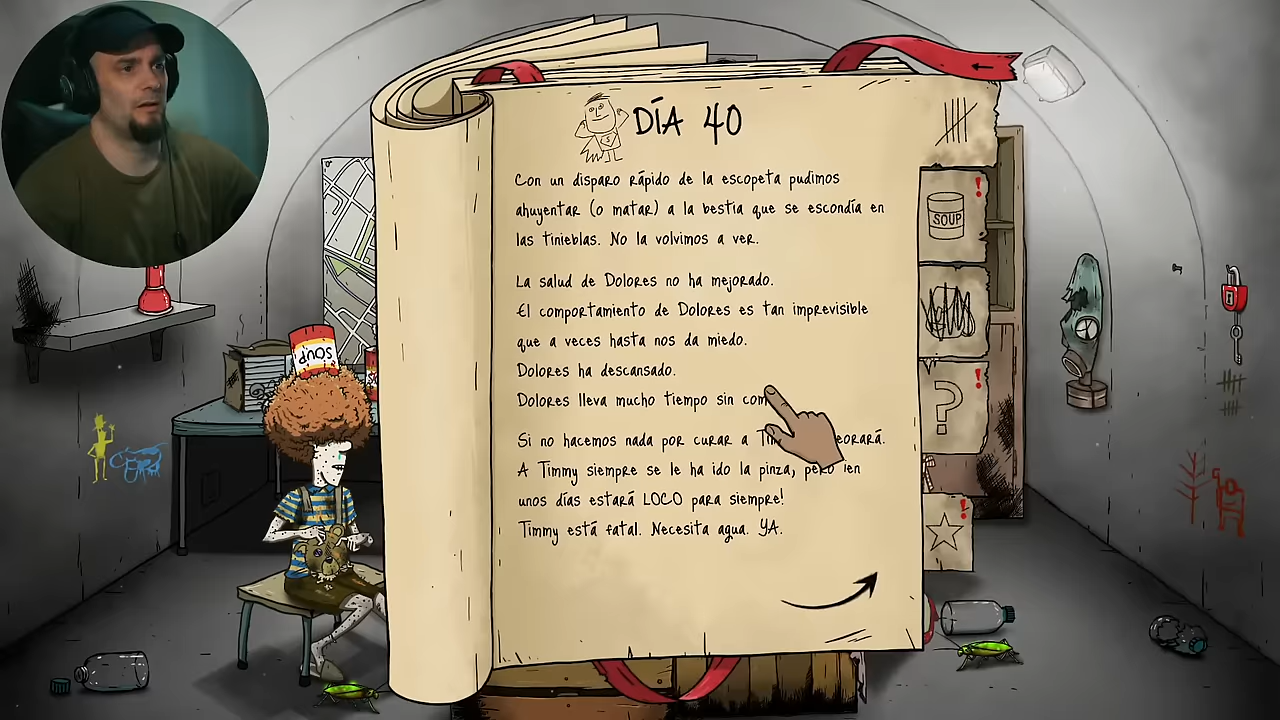 DÍA 40
Con un disparo rápido de la escopeta pudimos
ahuyentar (o matar) a la bestia que se escondía en
las tinieblas. No la volvimos a ver.
La salud de Dolores no ha mejorado.
El comportamiento de Dolores es tan imprevisible
que a veces hasta nos da miedo.
Dolores ha descansado.
Dolores lleva mucho tiempo sin com
Si no hacemos nada por curar a eorará.
A Timmy siempre se le ha ido la pinza, pero ien
unos días estará LOCO para siempre!
Timmy está fatal. Necesita agua. YA.
SOUP
SOUP